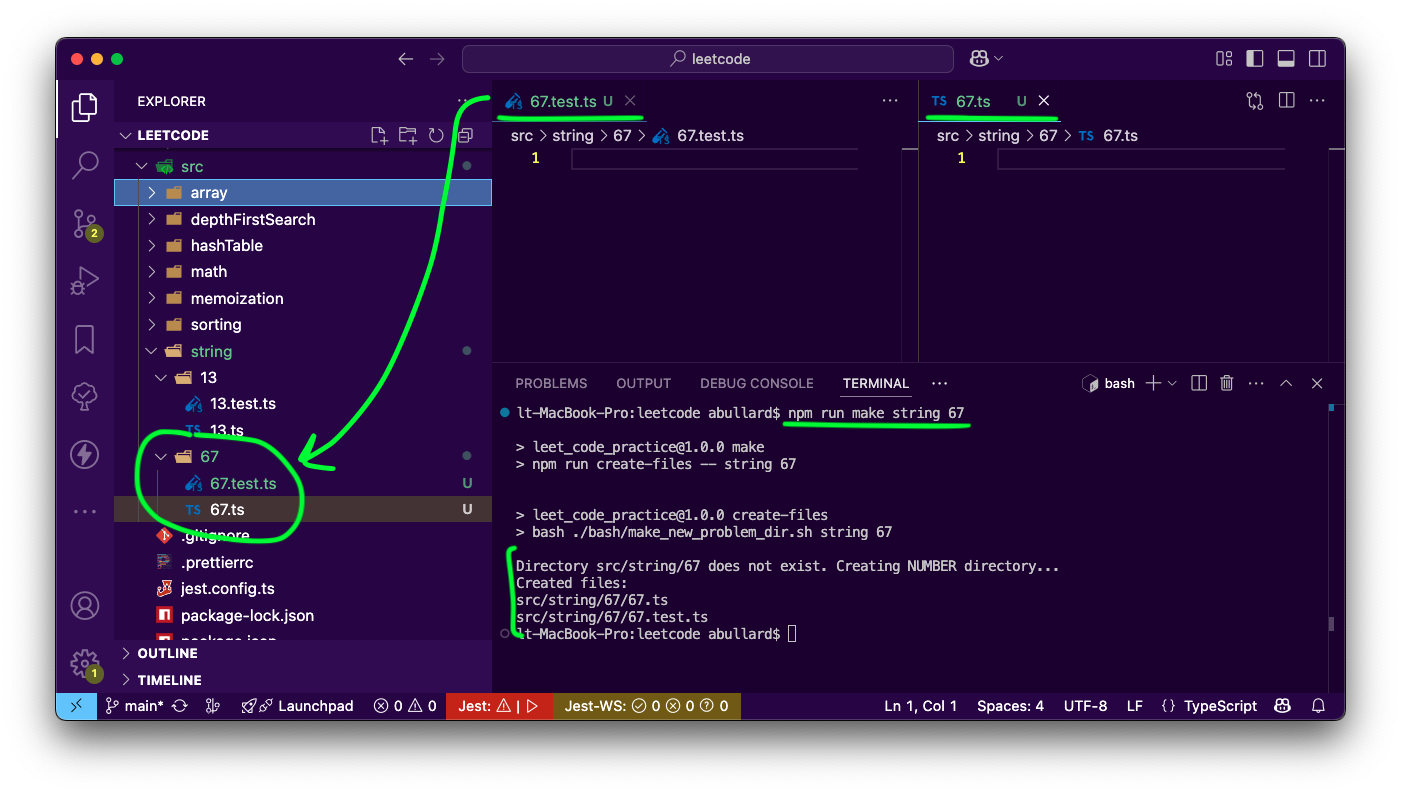 leetcode
EXPLORER
LEETCODE
src
array
depthFirstSearch
hashTable
math
memoization
sorting
string
13
13.test.ts
TS 13.ts
67
67.test.ts U
TS 67.ts U
.gitignore
.prettierrc
jest.config.ts
package-lock.json
package.json
OUTLINE
TIMELINE
2
1
67.test.ts U
src > string > 67 > 67.test.ts
1
TS 67.ts U
src > string > 67 > TS 67.ts
1
PROBLEMS OUTPUT DEBUG CONSOLE TERMINAL
bash
lt-MacBook-Pro:leetcode abullard$ npm run make string 67
> leet_code_practice@1.0.0 make
> npm run create-files -- string 67
> leet_code_practice@1.0.0 create-files
> bash ./bash/make_new_problem_dir.sh string 67
Directory src/string/67 does not exist. Creating NUMBER directory...
Created files:
src/string/67/67.ts
src/string/67/67.test.ts
lt-MacBook-Pro:leetcode abullard$
main* Launchpad 0 0 Jest: | Jest-WS: 0 0 0 Ln 1, Col 1 Spaces: 4 UTF-8 LF {} TypeScript